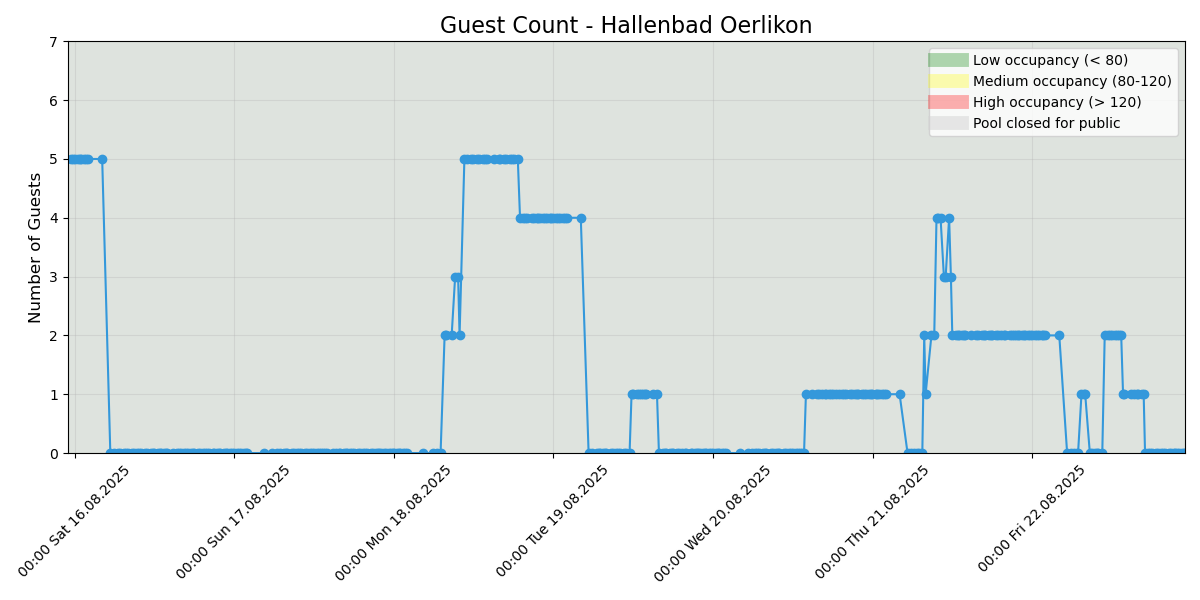 Guest Count - Hallenbad Oerlikon
Number of Guests
7
6
5
4
3
2
1
0
Low occupancy (< 80)
Medium occupancy (80-120)
High occupancy (> 120)
Pool closed for public
00:00 Sat 16.08.2025
00:00 Sun 17.08.2025
00:00 Mon 18.08.2025
00:00 Tue 19.08.2025
00:00 Wed 20.08.2025
00:00 Thu 21.08.2025
00:00 Fri 22.08.2025